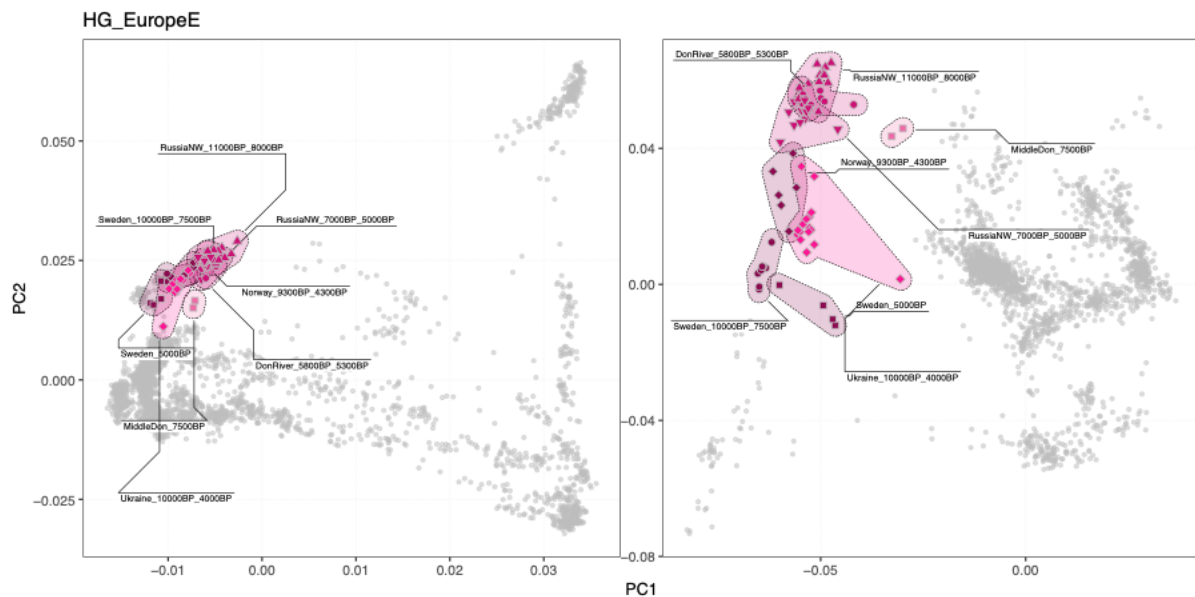 HG_EuropeE
RussiaNW_11000BP_8000BP
Sweden_10000BP_7500BP
RussiaNW_7000BP_5000BP
Norway_9300BP_4300BP
Sweden_5000BP
DonRiver_5800BP_5300BP
MiddleDon_7500BP
Ukraine_10000BP_4000BP
0.050
0.025
0.000
−0.025
PC2
−0.01
0.00
0.01
0.02
0.03
DonRiver_5800BP_5300BP
RussiaNW_11000BP_8000BP
MiddleDon_7500BP
Norway_9300BP_4300BP
RussiaNW_7000BP_5000BP
Sweden_5000BP
Sweden_10000BP_7500BP
Ukraine_10000BP_4000BP
0.04
0.00
−0.04
−0.08
−0.05
0.00
PC1